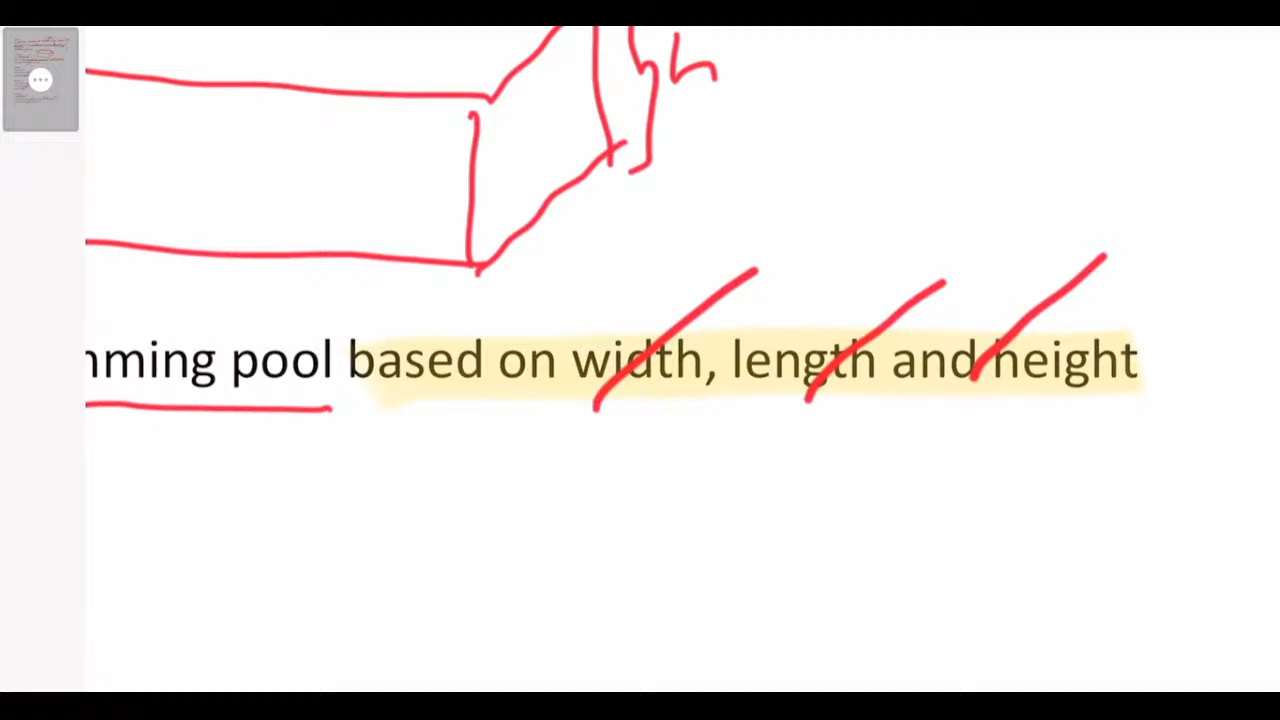 h
mming pool based on width, length and height